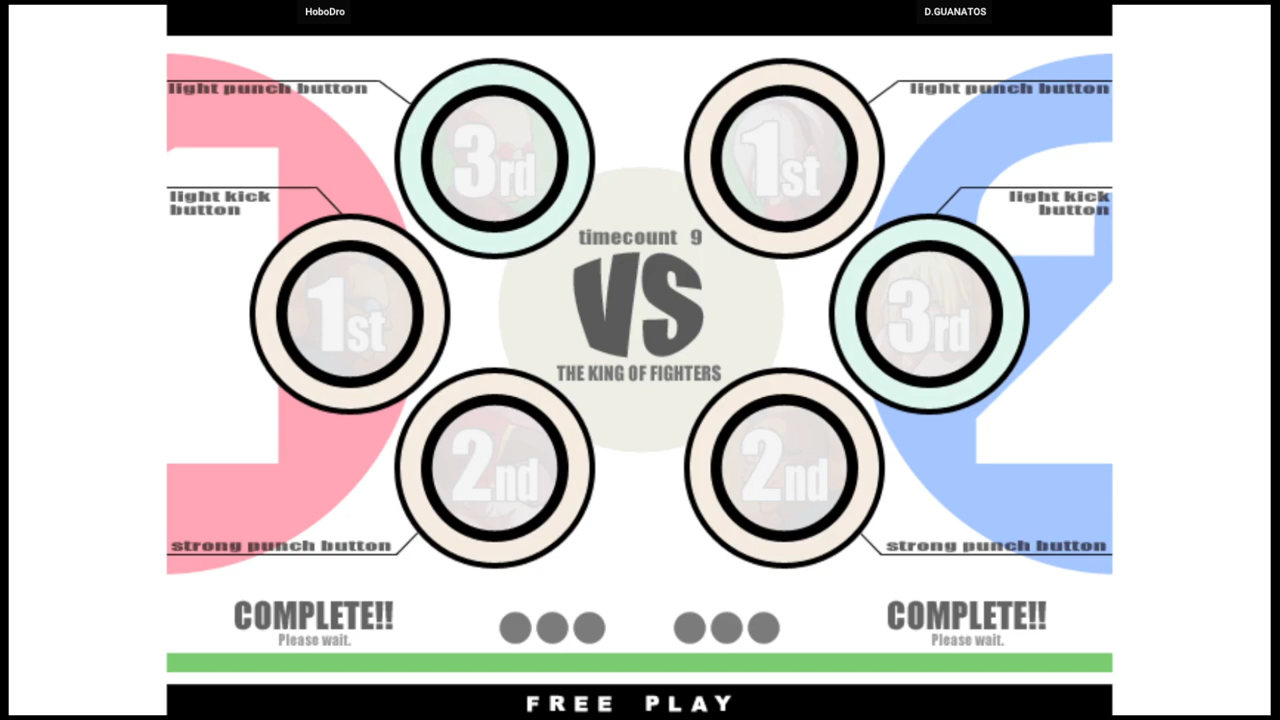 HoboDro
D.GUANATOS
light punch button
light punch button
3rd
1st
light kick
button
light kick
button
timecount 9
VS
THE KING OF FIGHTERS
1st
3rd
2nd
2nd
strong punch button
strong punch button
COMPLETE!!
Please wait.
COMPLETE!!
Please wait.
FREE PLAY